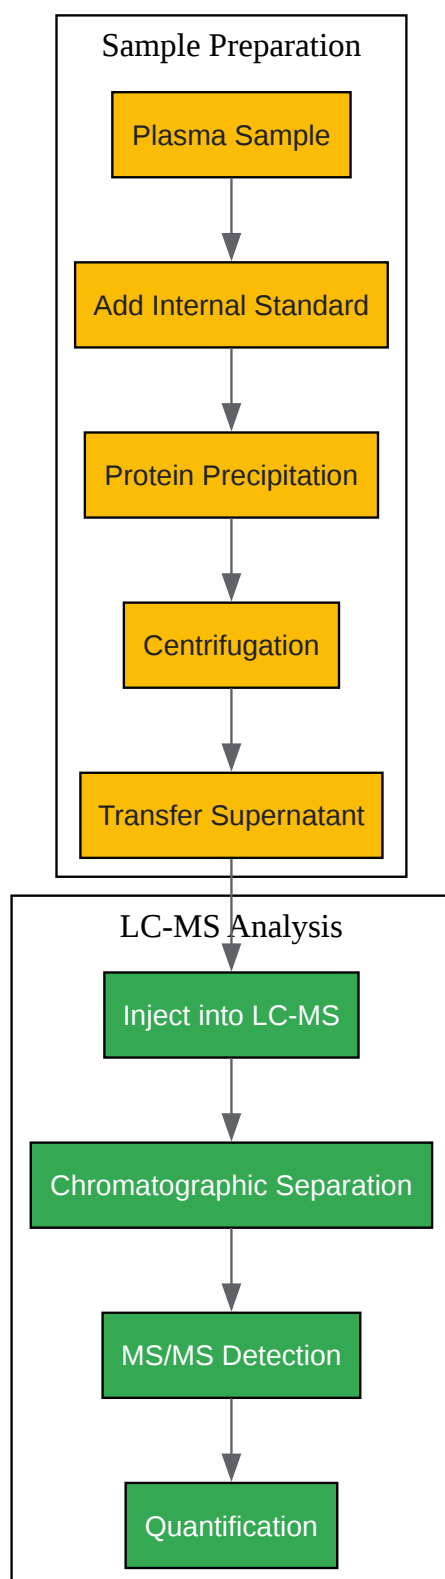 Sample Preparation
Plasma Sample
Add Internal Standard
Protein Precipitation
Centrifugation
Transfer Supernatant
LC-MS Analysis
Inject into LC-MS
Chromatographic Separation
MS/MS Detection
Quantification